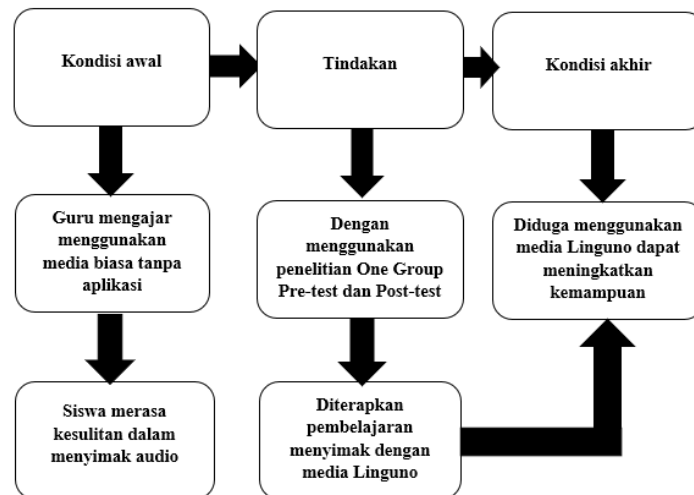 Kondisi awal
Tindakan
Kondisi akhir
Guru mengajar
menggunakan
media biasa tanpa
aplikasi
Dengan
menggunakan
penelitian One Group
Pre-test dan Post-test
Diduga menggunakan
media Linguno dapat
meningkatkan
kemampuan
Siswa merasa
kesulitan dalam
menyimak audio
Diterapkan
pembelajaran
menyimak dengan
media Linguno